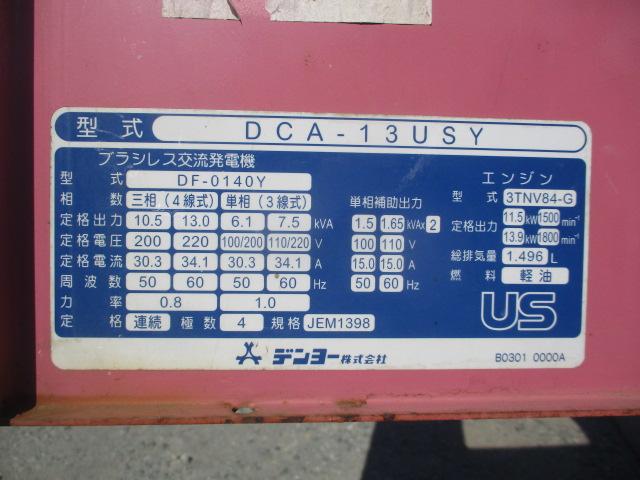 型式 DCA-13USY
ブラシレス交流発電機
型式 DF-0140Y
相数 三相(4線式) 単相(3線式)
定格出力 10.5 13.0 6.1 7.5 kVA
定格電圧 200 220 100/200 110/220 V
定格電流 30.3 34.1 30.3 34.1 A
周波数 50 60 50 60 Hz
力率 0.8 1.0
定格 連続 極数 4 規格 JEM1398
単相補助出力
1.5 1.65 kVA× 2
100 110 V
15.0 15.0 A
50 60 Hz
エンジン
型式 3TNV84-G
定格出力 11.5kW 1500 min⁻¹
13.9kW 1800 min⁻¹
総排気量 1.496 L
燃料 軽油
US
デンヨー株式会社
B0301 0000A